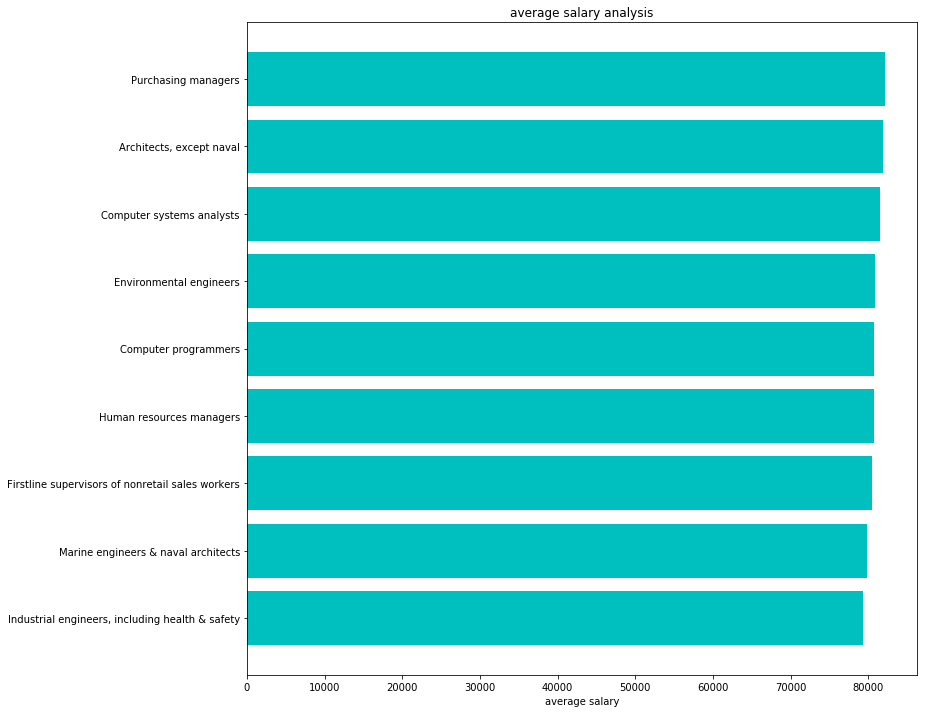 average salary analysis
Purchasing managers
Architects, except naval
Computer systems analysts
Environmental engineers
Computer programmers
Human resources managers
Firstline supervisors of nonretail sales workers
Marine engineers & naval architects
Industrial engineers, including health & safety
0 10000 20000 30000 40000 50000 60000 70000 80000
average salary